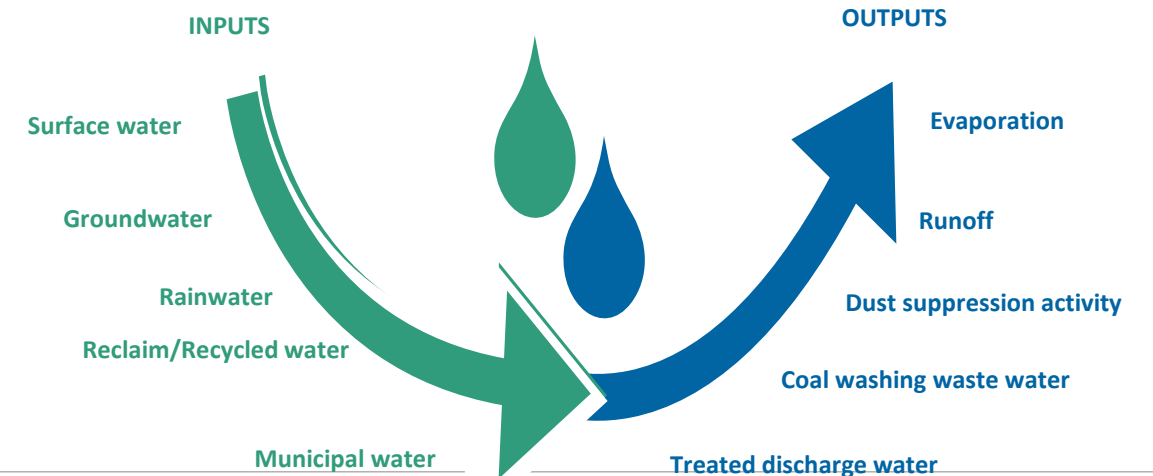 INPUTS
Surface water
Groundwater
Rainwater
Reclaim/Recycled water
Municipal water
OUTPUTS
Evaporation
Runoff
Dust suppression activity
Coal washing waste water
Treated discharge water